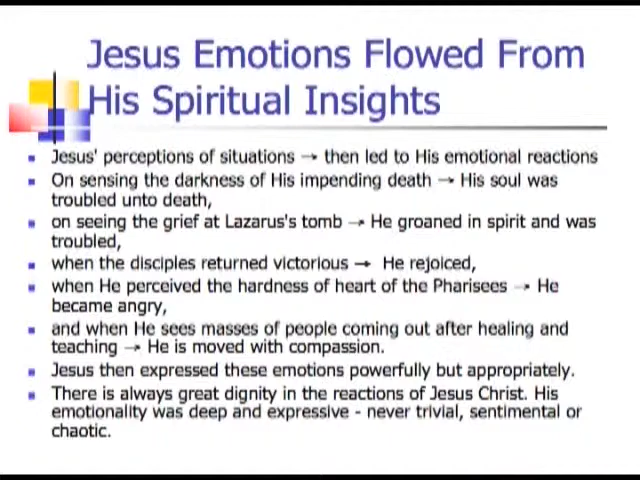 Jesus Emotions Flowed From
His Spiritual Insights
Jesus' perceptions of situations → then led to His emotional reactions
On sensing the darkness of His impending death → His soul was
troubled unto death,
on seeing the grief at Lazarus's tomb → He groaned in spirit and was
troubled,
when the disciples returned victorious → He rejoiced,
when He perceived the hardness of heart of the Pharisees → He
became angry,
and when He sees masses of people coming out after healing and
teaching → He is moved with compassion.
Jesus then expressed these emotions powerfully but appropriately.
There is always great dignity in the reactions of Jesus Christ. His
emotionality was deep and expressive - never trivial, sentimental or
chaotic.